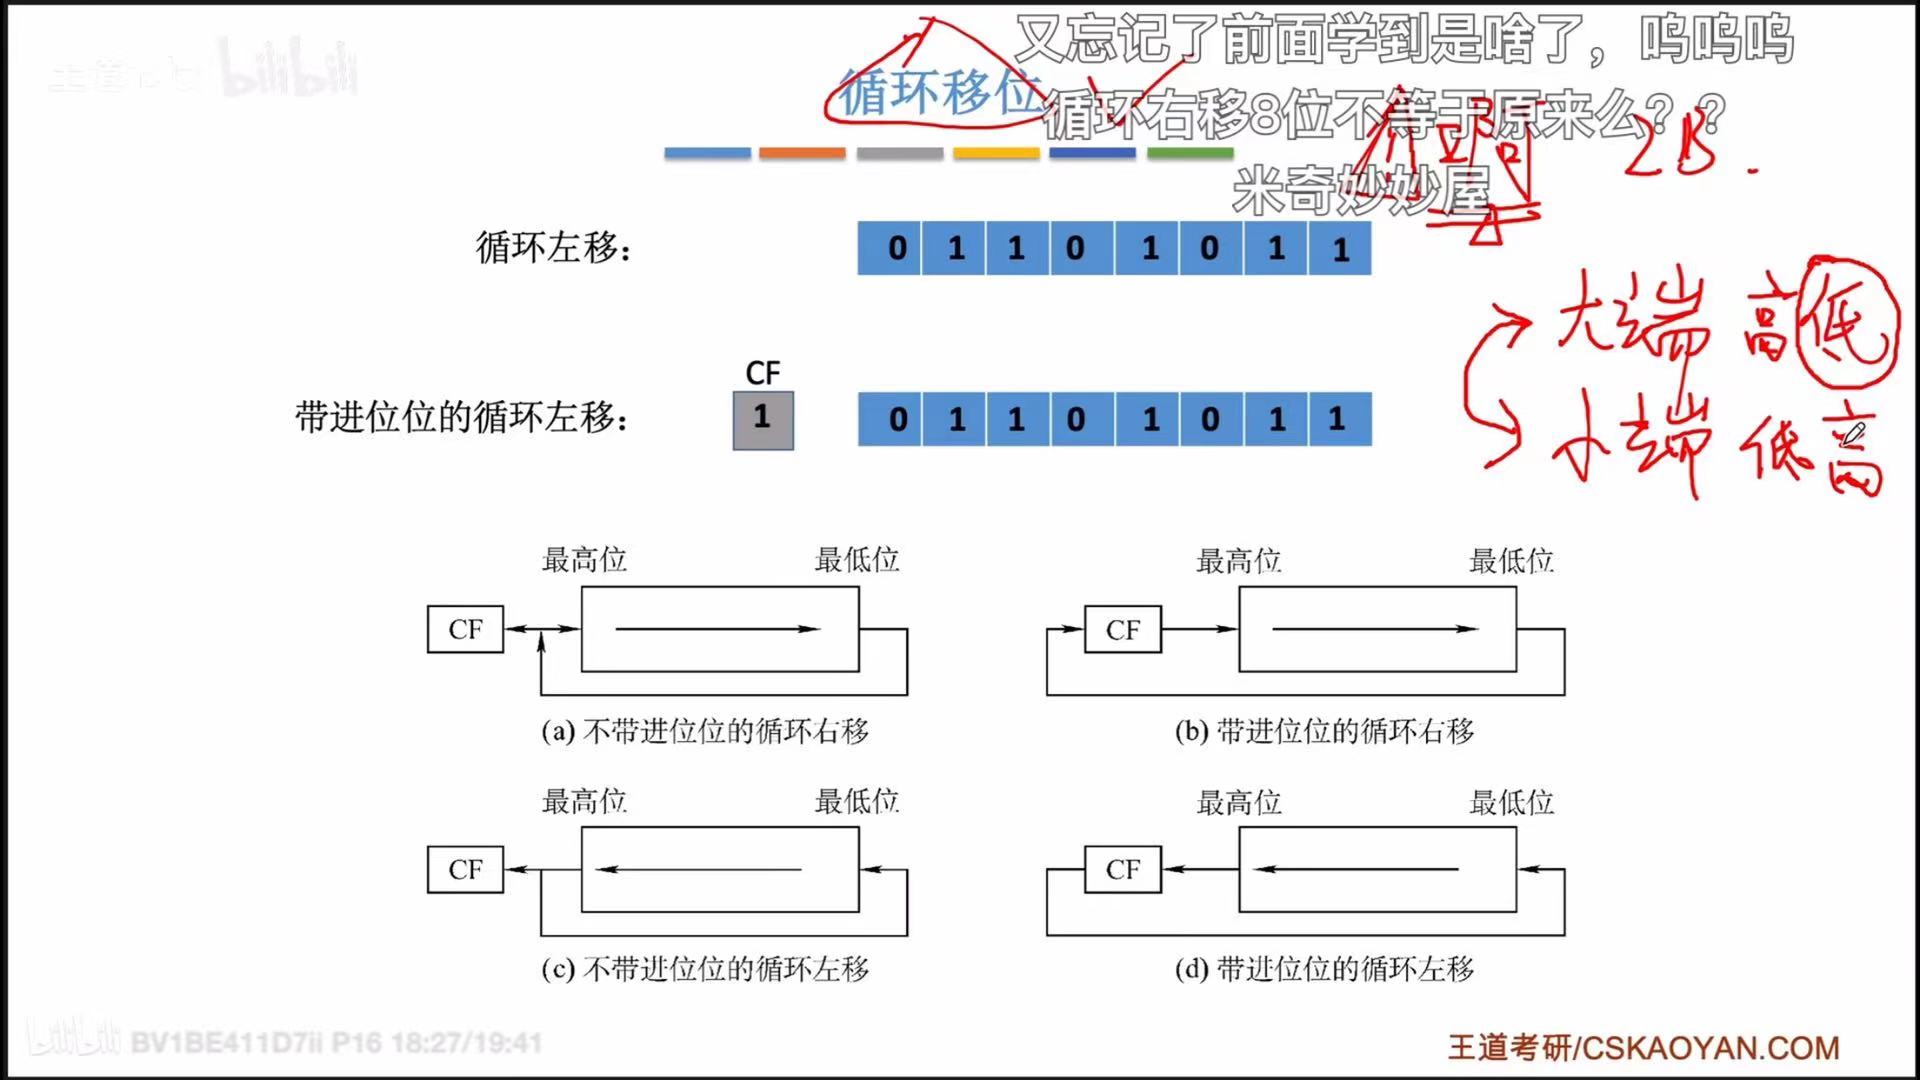 又忘记了前面学到是啥了，呜呜呜
bilibili
循环移位
循环右移8位不等于原来么？？
2B.
米奇妙妙屋
循环左移：
0 1 1 0 1 0 1 1
大端 高低
CF
带进位位的循环左移：
1
0 1 1 0 1 0 1 1
小端 低高
最高位 最低位
CF
(a) 不带进位位的循环右移
最高位 最低位
CF
(b) 带进位位的循环右移
最高位 最低位
CF
(c) 不带进位位的循环左移
最高位 最低位
CF
(d) 带进位位的循环左移
bilibili BV1BE411D7ii P16 18:27/19:41
王道考研/CSKAOYAN.COM